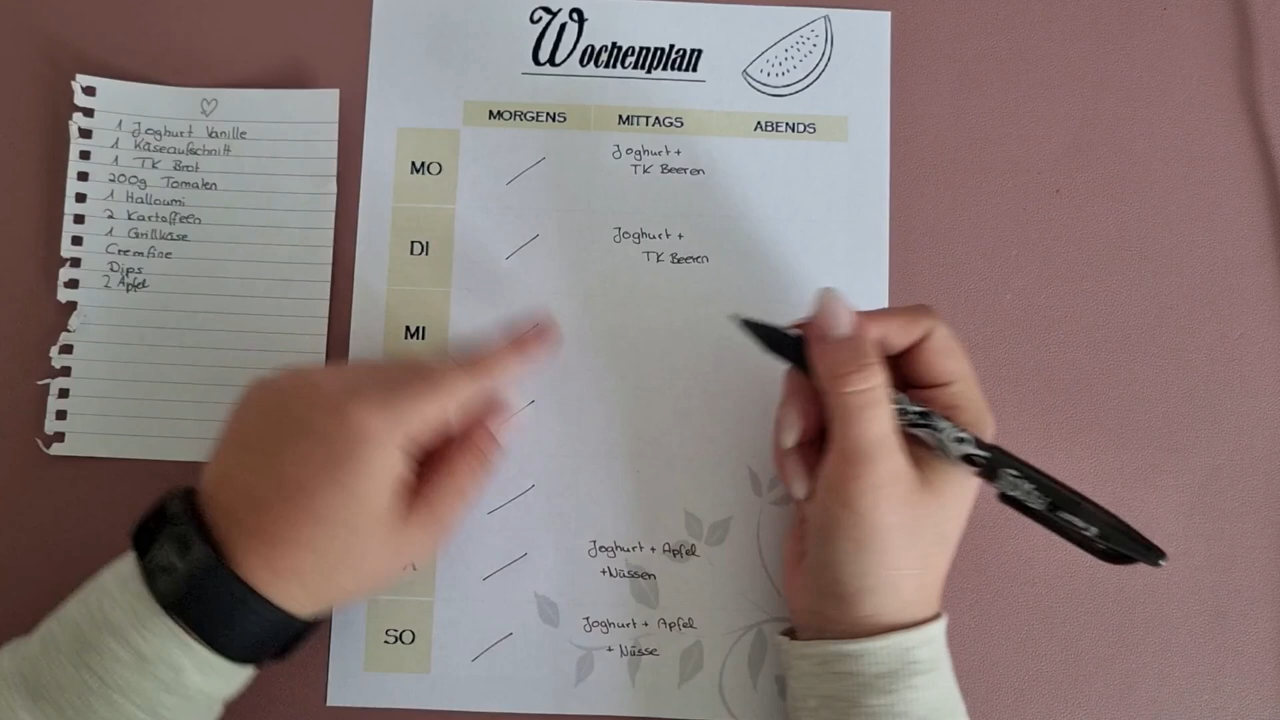 1 Joghurt Vanille
1 Käseaufschnitt
1 TK Brot
200g Tomaten
1 Halloumi
2 Kartoffeln
1 Grillkäse
Cremfine
Dips
2 Äpfel
Wochenplan
MORGENS MITTAGS ABENDS
MO
Joghurt +
TK Beeren
DI
Joghurt +
TK Beeren
MI
Joghurt + Apfel
+Nüssen
SO
Joghurt + Apfel
+ Nüsse